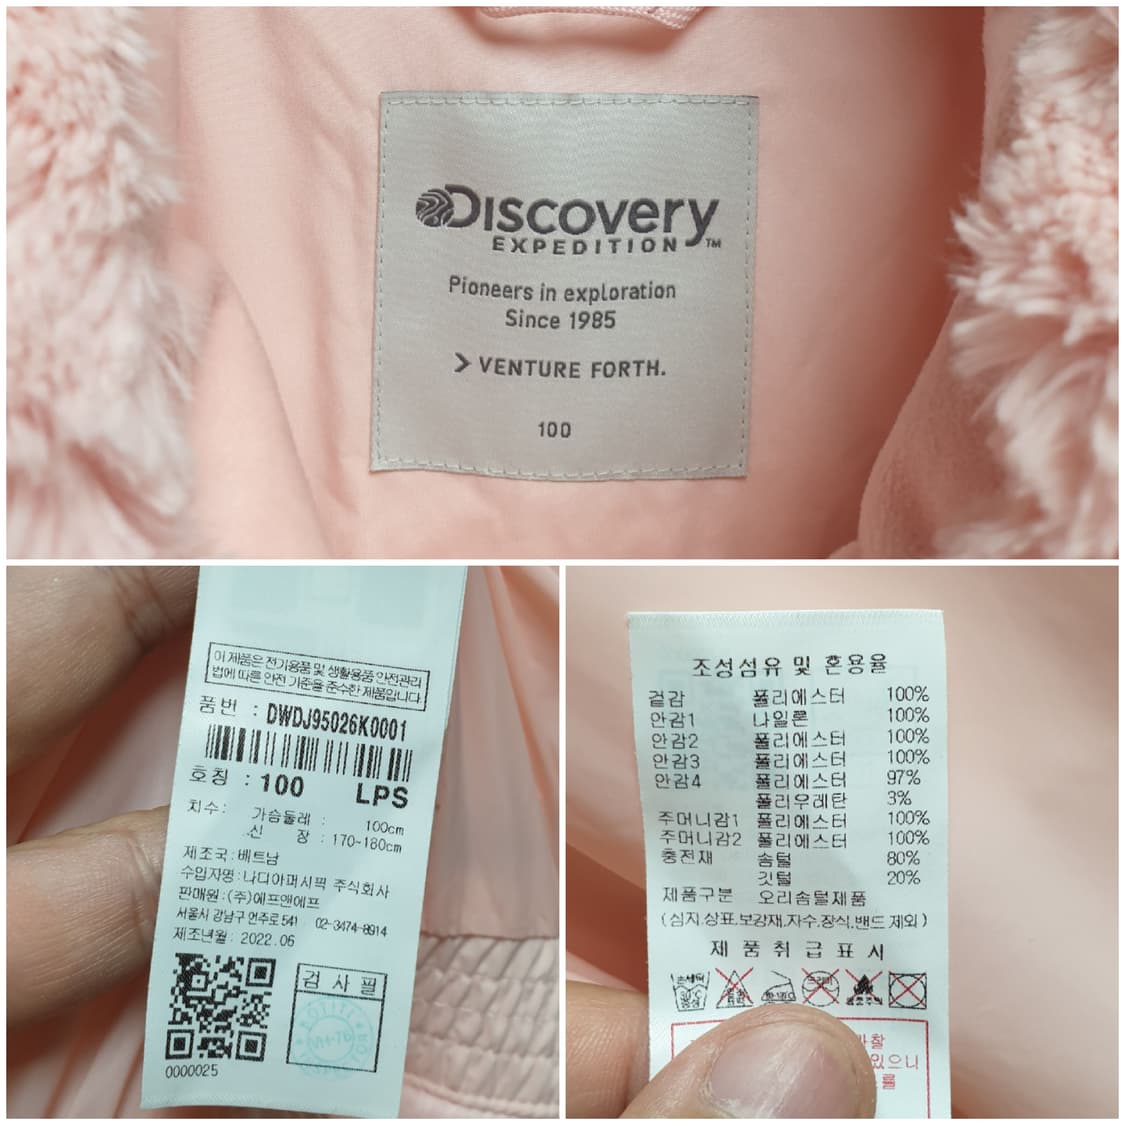 Discovery
EXPEDITION™
Pioneers in exploration
Since 1985
> VENTURE FORTH.
100
이 제품은 전기용품 및 생활용품 안전관리
법에 따른 안전 기준을 준수한 제품입니다.
품번 : DWDJ95026K0001
호칭 : 100 LPS
치수 : 가슴둘레 : 100cm
신 장 : 170~180cm
제조국 : 베트남
수입자명 : 나디아퍼시픽 주식회사
판매원 : (주)에프앤에프
서울시 강남구 언주로 541 02-3474-8914
제조년월 : 2022.06
검사필
0000025
조성섬유 및 혼용율
겉감 폴리에스터 100%
안감1 나일론 100%
안감2 폴리에스터 100%
안감3 폴리에스터 100%
안감4 폴리에스터 97%
폴리우레탄 3%
주머니감1 폴리에스터 100%
주머니감2 폴리에스터 100%
충전재 솜털 80%
깃털 20%
제품구분 오리솜털제품
(심지,상표,보강재,자수,장식,밴드 제외)
제품취급표시
있으니